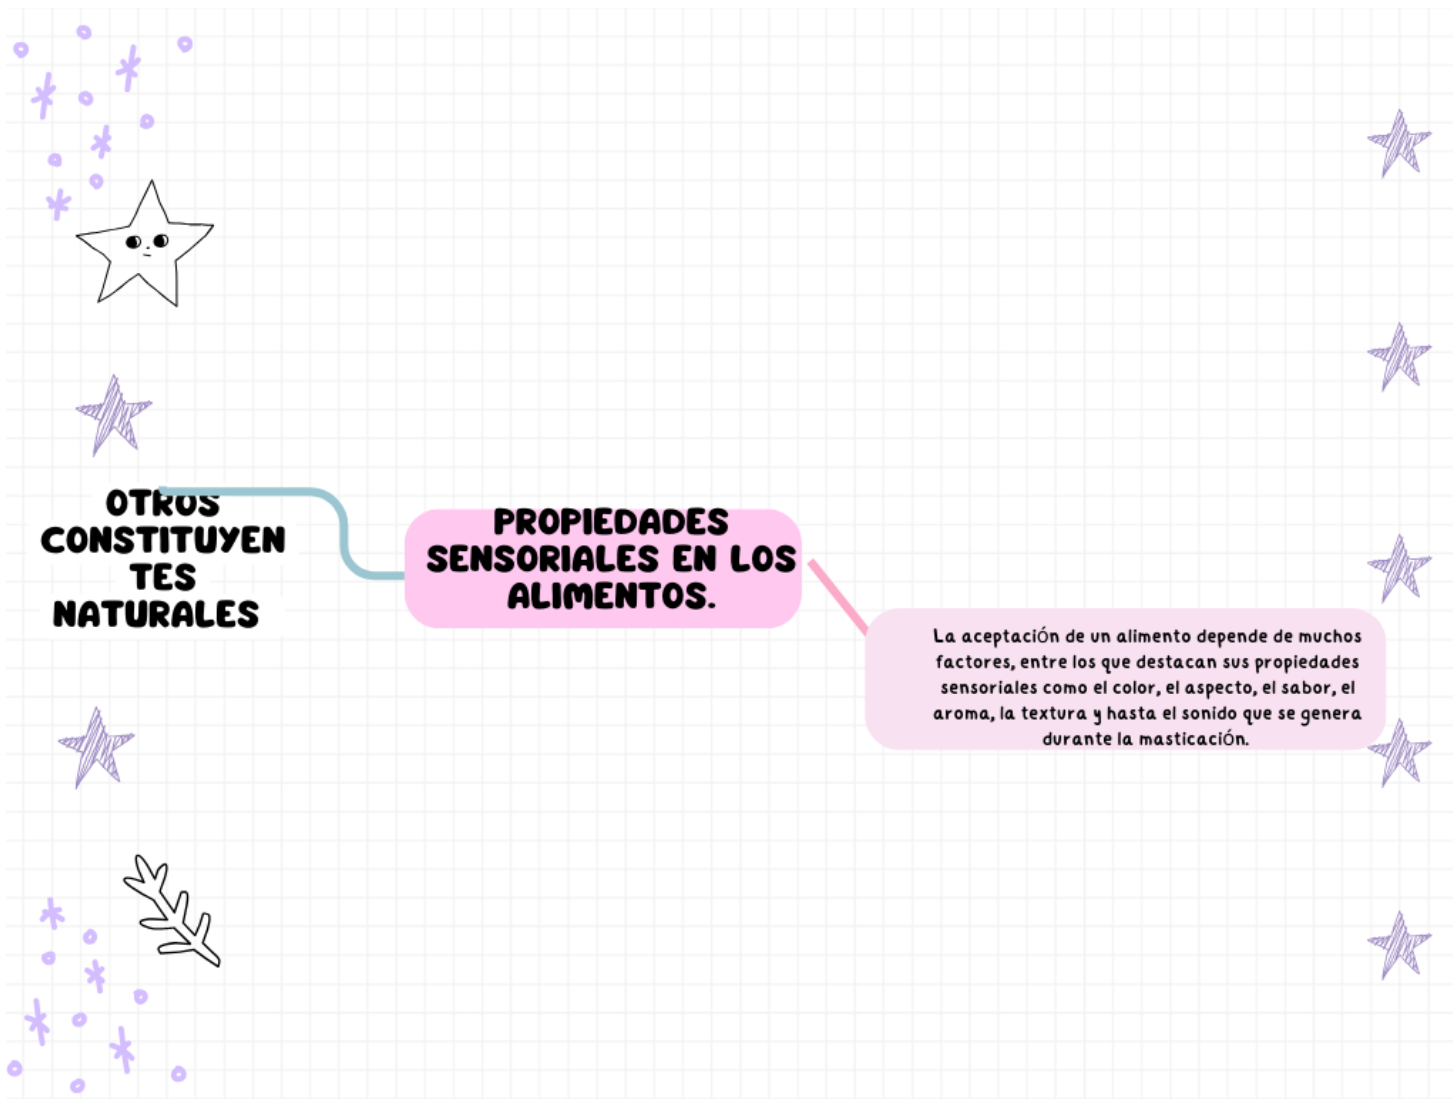 OTROS
CONSTITUYEN
TES
NATURALES
PROPIEDADES
SENSORIALES EN LOS
ALIMENTOS.
La aceptación de un alimento depende de muchos
factores, entre los que destacan sus propiedades
sensoriales como el color, el aspecto, el sabor, el
aroma, la textura y hasta el sonido que se genera
durante la masticación.